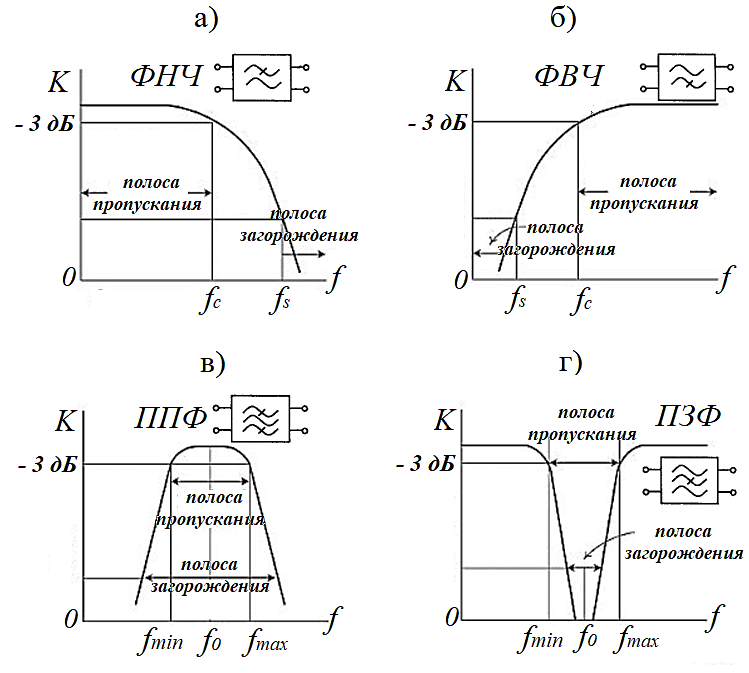 а)
ФНЧ
K
- 3 дБ
полоса
пропускания
полоса
загорождения
0
fc
fs
f
б)
ФВЧ
K
- 3 дБ
полоса
пропускания
полоса
загорождения
0
fs
fc
f
в)
ППФ
K
- 3 дБ
полоса
пропускания
полоса
загорождения
0
fmin
f0
fmax
f
г)
ПЗФ
K
полоса
пропускания
- 3 дБ
полоса
загорождения
0
fmin
f0
fmax
f